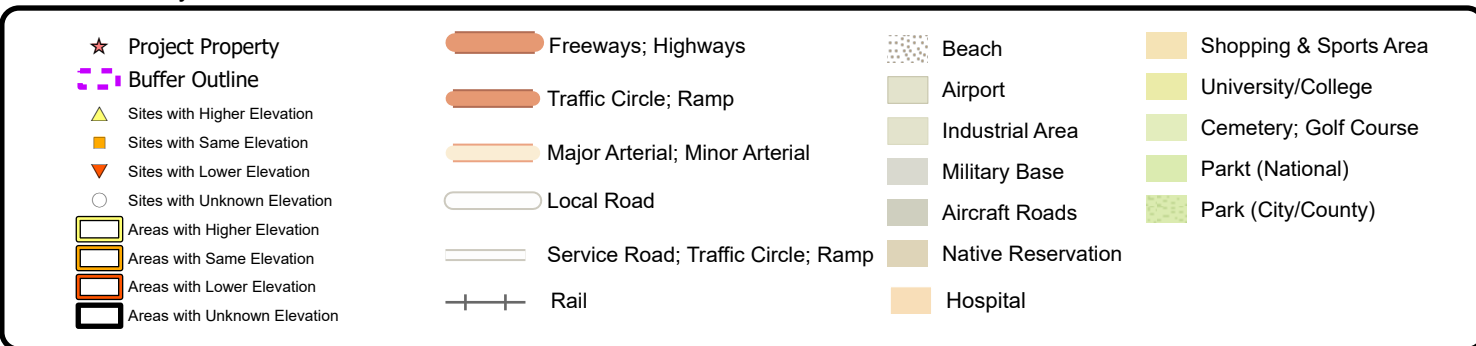 Project Property
Buffer Outline
Sites with Higher Elevation
Sites with Same Elevation
Sites with Lower Elevation
Sites with Unknown Elevation
Areas with Higher Elevation
Areas with Same Elevation
Areas with Lower Elevation
Areas with Unknown Elevation
Freeways; Highways
Traffic Circle; Ramp
Major Arterial; Minor Arterial
Local Road
Service Road; Traffic Circle; Ramp
Rail
Beach
Airport
Industrial Area
Military Base
Aircraft Roads
Native Reservation
Hospital
Shopping & Sports Area
University/College
Cemetery; Golf Course
Parkt (National)
Park (City/County)